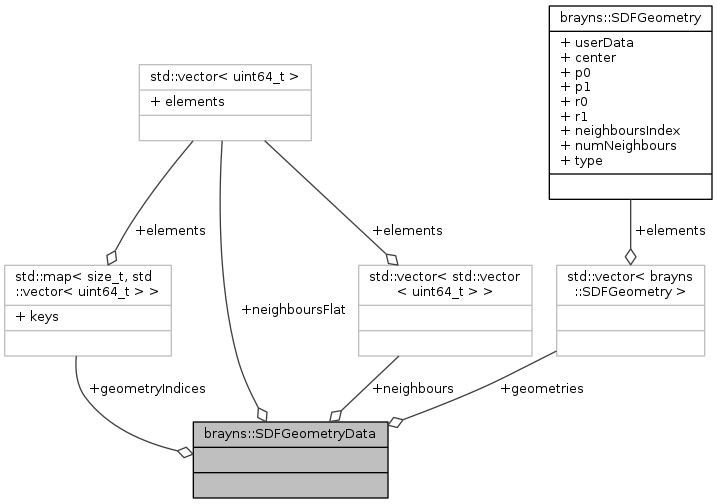 brayns::SDFGeometry
+ userData
+ center
+ p0
+ p1
+ r0
+ r1
+ neighboursIndex
+ numNeighbours
+ type
std::vector< uint64_t >
+ elements
+elements
+elements
+elements
std::map< size_t, std
::vector< uint64_t > >
+ keys
+neighboursFlat
std::vector< std::vector
< uint64_t > >
std::vector< brayns
::SDFGeometry >
+geometryIndices
+neighbours
+geometries
brayns::SDFGeometryData